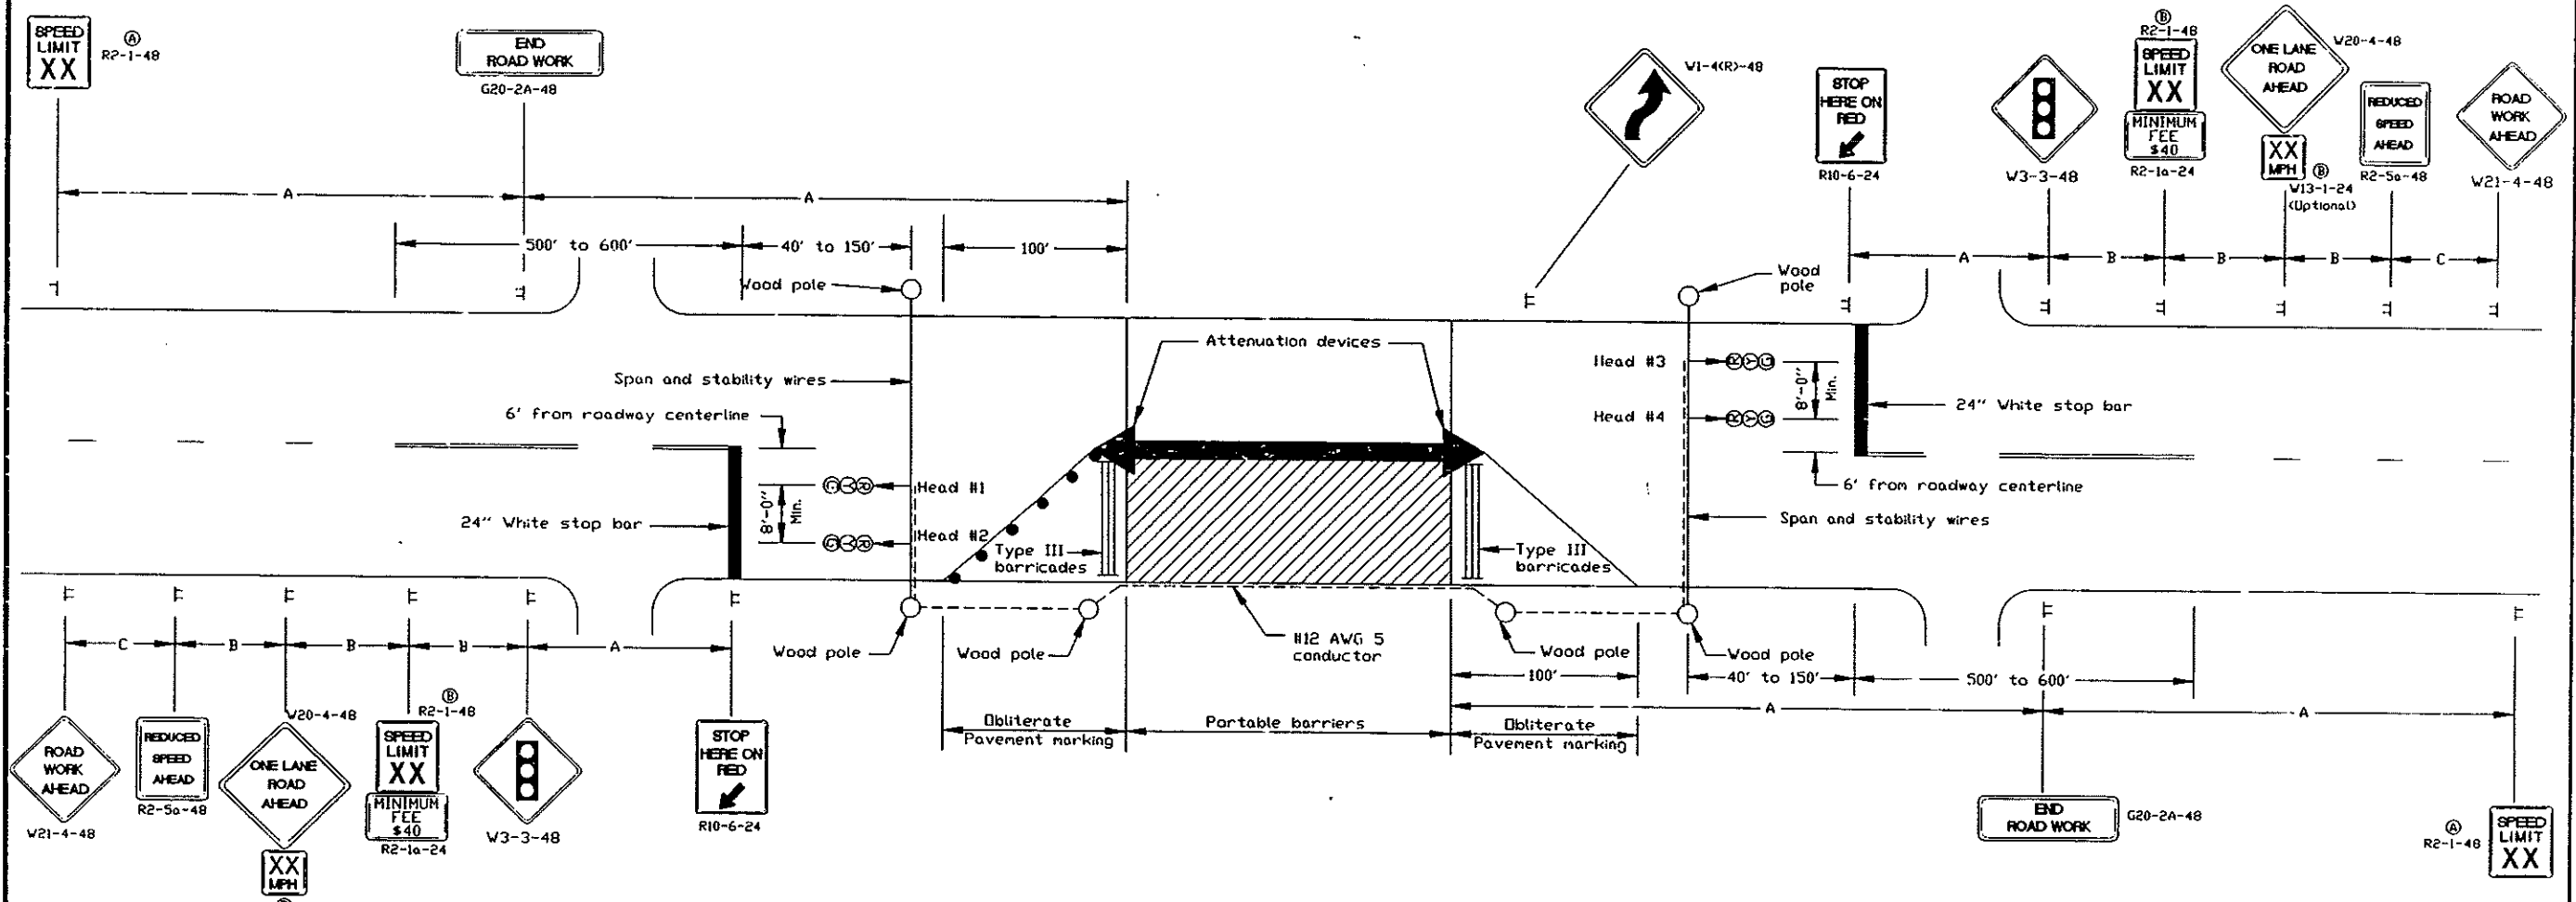 SPEED
LIMIT
XX
Ⓐ
R2-1-48
END
ROAD WORK
G20-2A-48
W1-4(R)-48
STOP
HERE ON
RED
R10-6-24
W3-3-48
Ⓑ
R2-1-48
SPEED
LIMIT
XX
MINIMUM
FEE
$40
R2-1a-24
ONE LANE
ROAD
AHEAD
W20-4-48
XX
MPH
Ⓑ
W13-1-24
(Optional)
REDUCED
SPEED
AHEAD
R2-5a-48
ROAD
WORK
AHEAD
W21-4-48
A
A
500' to 600'
40' to 150'
100'
A
B
B
B
C
Wood pole
Wood
pole
Attenuation devices
Span and stability wires
6' from roadway centerline
Head #3
RYG
Head #4
RYG
8'-0"
Min.
24" White stop bar
6' from roadway centerline
Span and stability wires
GYR
Head #1
GYR
Head #2
8'-0"
Min.
24" White stop bar
Type III
barricades
Type III
barricades
C
B
B
B
A
Wood pole
Wood pole
#12 AWG 5
conductor
Wood pole
Wood pole
100'
40' to 150'
500' to 600'
A
A
Obliterate
Pavement marking
Portable barriers
Obliterate
Pavement marking
ROAD
WORK
AHEAD
W21-4-48
REDUCED
SPEED
AHEAD
R2-5a-48
W20-4-48
ONE LANE
ROAD
AHEAD
XX
MPH
Ⓑ
R2-1-48
SPEED
LIMIT
XX
MINIMUM
FEE
$40
R2-1a-24
W3-3-48
STOP
HERE ON
RED
R10-6-24
END
ROAD WORK
G20-2A-48
Ⓐ
R2-1-48
SPEED
LIMIT
XX